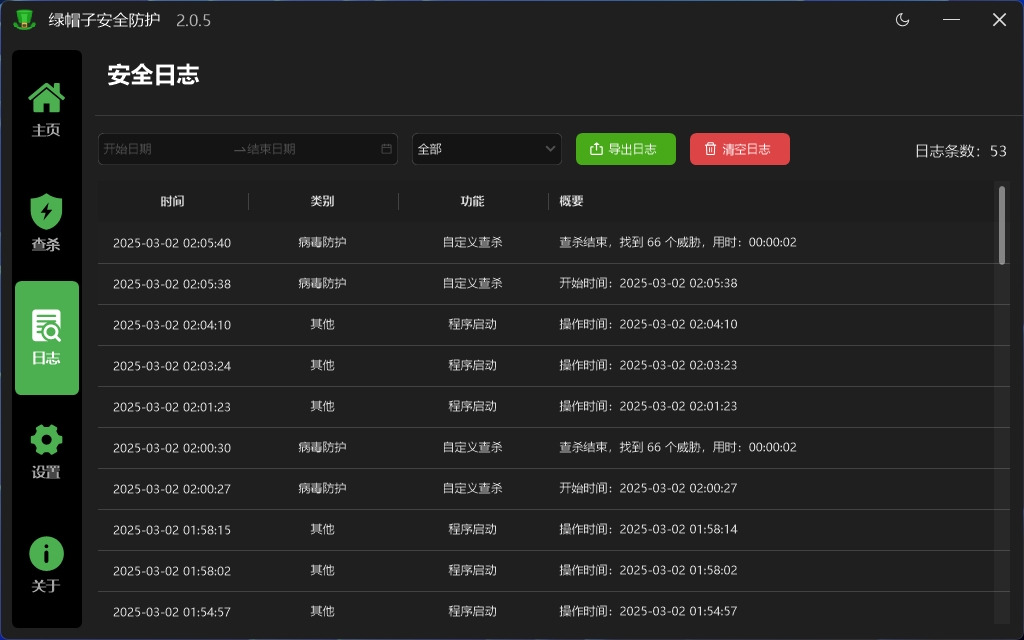 绿帽子安全防护 2.0.5
主页
查杀
日志
设置
关于
安全日志
开始日期 结束日期 全部 导出日志 清空日志 日志条数：53
时间 类别 功能 概要
2025-03-02 02:05:40 病毒防护 自定义查杀 查杀结束，找到 66 个威胁，用时：00:00:02
2025-03-02 02:05:38 病毒防护 自定义查杀 开始时间：2025-03-02 02:05:38
2025-03-02 02:04:10 其他 程序启动 操作时间：2025-03-02 02:04:10
2025-03-02 02:03:24 其他 程序启动 操作时间：2025-03-02 02:03:23
2025-03-02 02:01:23 其他 程序启动 操作时间：2025-03-02 02:01:23
2025-03-02 02:00:30 病毒防护 自定义查杀 查杀结束，找到 66 个威胁，用时：00:00:02
2025-03-02 02:00:27 病毒防护 自定义查杀 开始时间：2025-03-02 02:00:27
2025-03-02 01:58:15 其他 程序启动 操作时间：2025-03-02 01:58:14
2025-03-02 01:58:02 其他 程序启动 操作时间：2025-03-02 01:58:02
2025-03-02 01:54:57 其他 程序启动 操作时间：2025-03-02 01:54:57